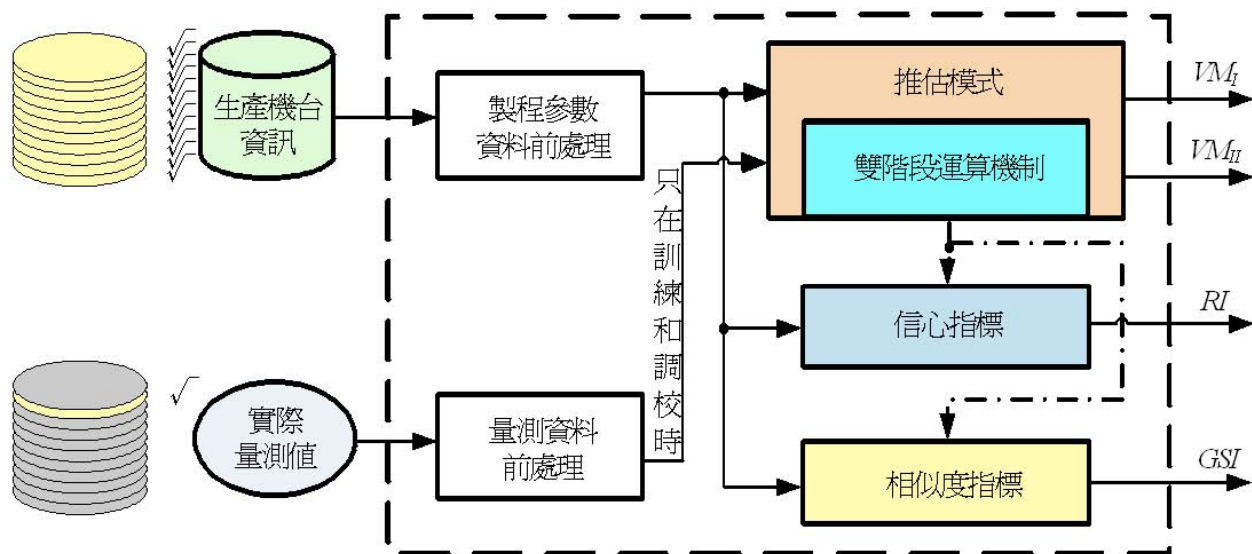 生產機台
資訊
製程參數
資料前處理
推估模式
雙階段運算機制
VM_I
VM_II
只在訓練和調校時
信心指標
RI
實際
量測值
量測資料
前處理
相似度指標
GSI